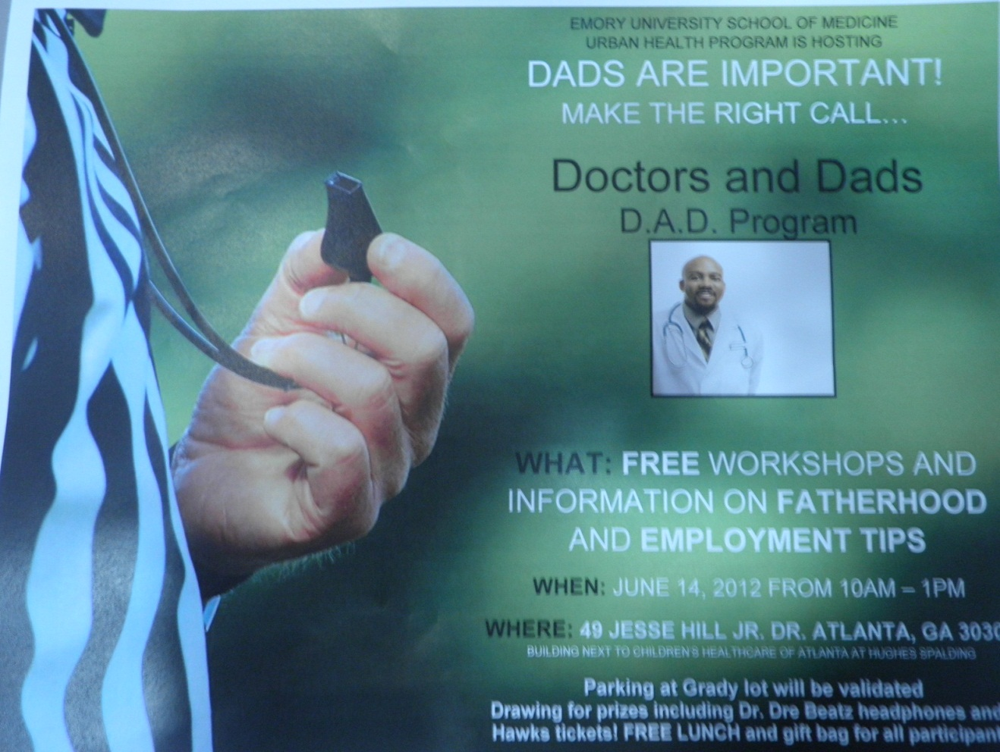 EMORY UNIVERSITY SCHOOL OF MEDICINE
URBAN HEALTH PROGRAM IS HOSTING
DADS ARE IMPORTANT!
MAKE THE RIGHT CALL...
Doctors and Dads
D.A.D. Program
WHAT: FREE WORKSHOPS AND
INFORMATION ON FATHERHOOD
AND EMPLOYMENT TIPS
WHEN: JUNE 14, 2012 FROM 10AM – 1PM
WHERE: 49 JESSE HILL JR. DR. ATLANTA, GA
BUILDING NEXT TO CHILDREN'S HEALTHCARE OF ATLANTA AT HUGHES SPALDING
Parking at Grady lot will be validated
Drawing for prizes including Dr. Dre Beatz headphones and
Hawks tickets! FREE LUNCH and gift bag for all participant